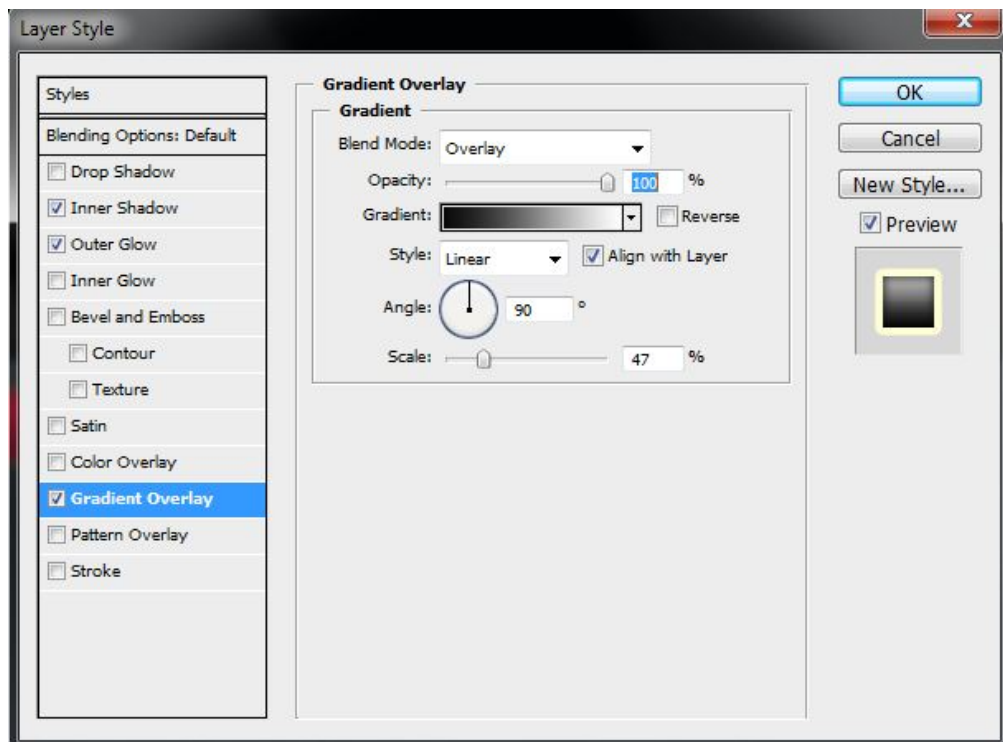 Layer Style
Styles
Blending Options: Default
Drop Shadow
Inner Shadow
Outer Glow
Inner Glow
Bevel and Emboss
Contour
Texture
Satin
Color Overlay
Gradient Overlay
Pattern Overlay
Stroke
Gradient Overlay
Gradient
Blend Mode: Overlay
Opacity: 100 %
Gradient: Reverse
Style: Linear Align with Layer
Angle: 90 °
Scale: 47 %
OK
Cancel
New Style...
Preview